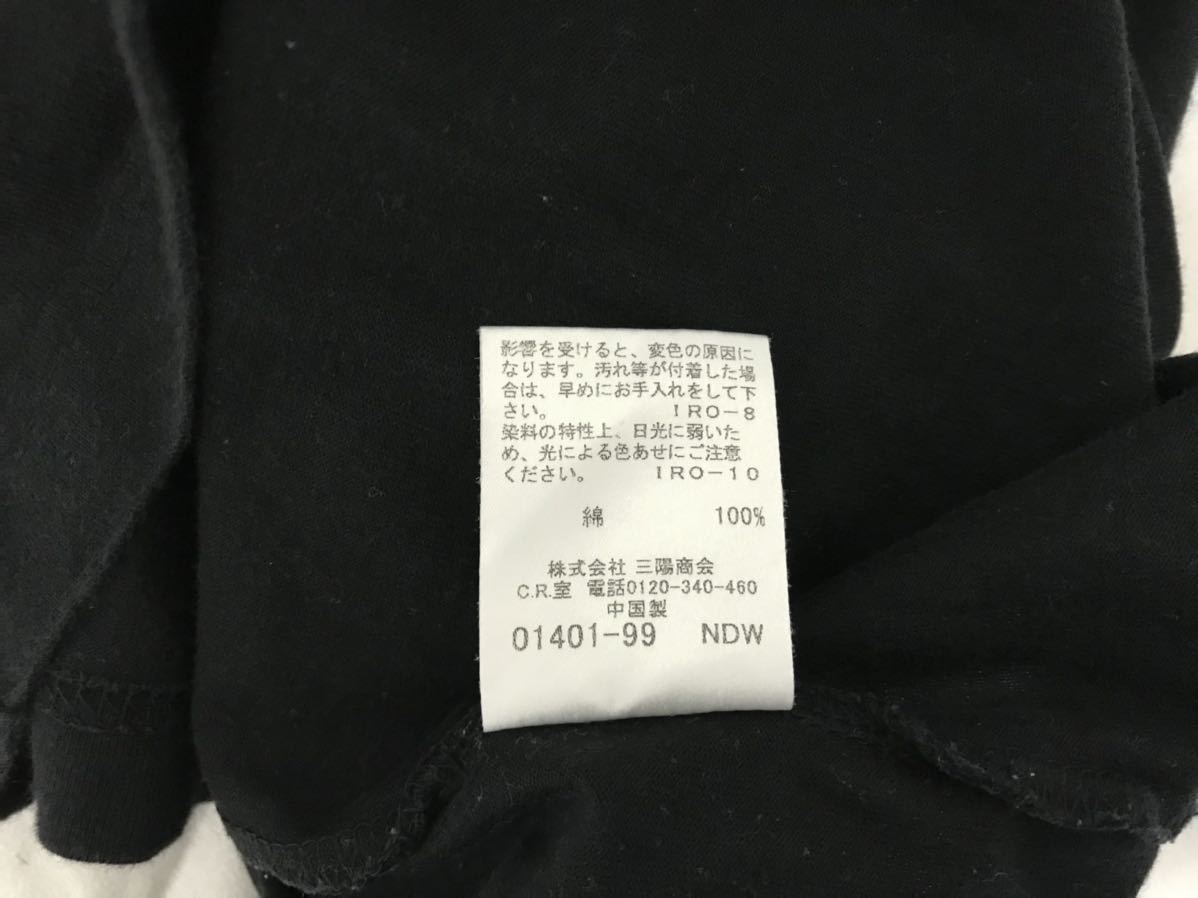 影響を受けると、変色の原因に
なります。汚れ等が付着した場
合は、早めにお手入れをして下
さい。 IRO-8
染料の特性上、日光に弱いた
め、光による色あせにご注意
ください。 IRO-10
綿 100%
株式会社 三陽商会
C.R.室 電話0120-340-460
中国製
01401-99 NDW